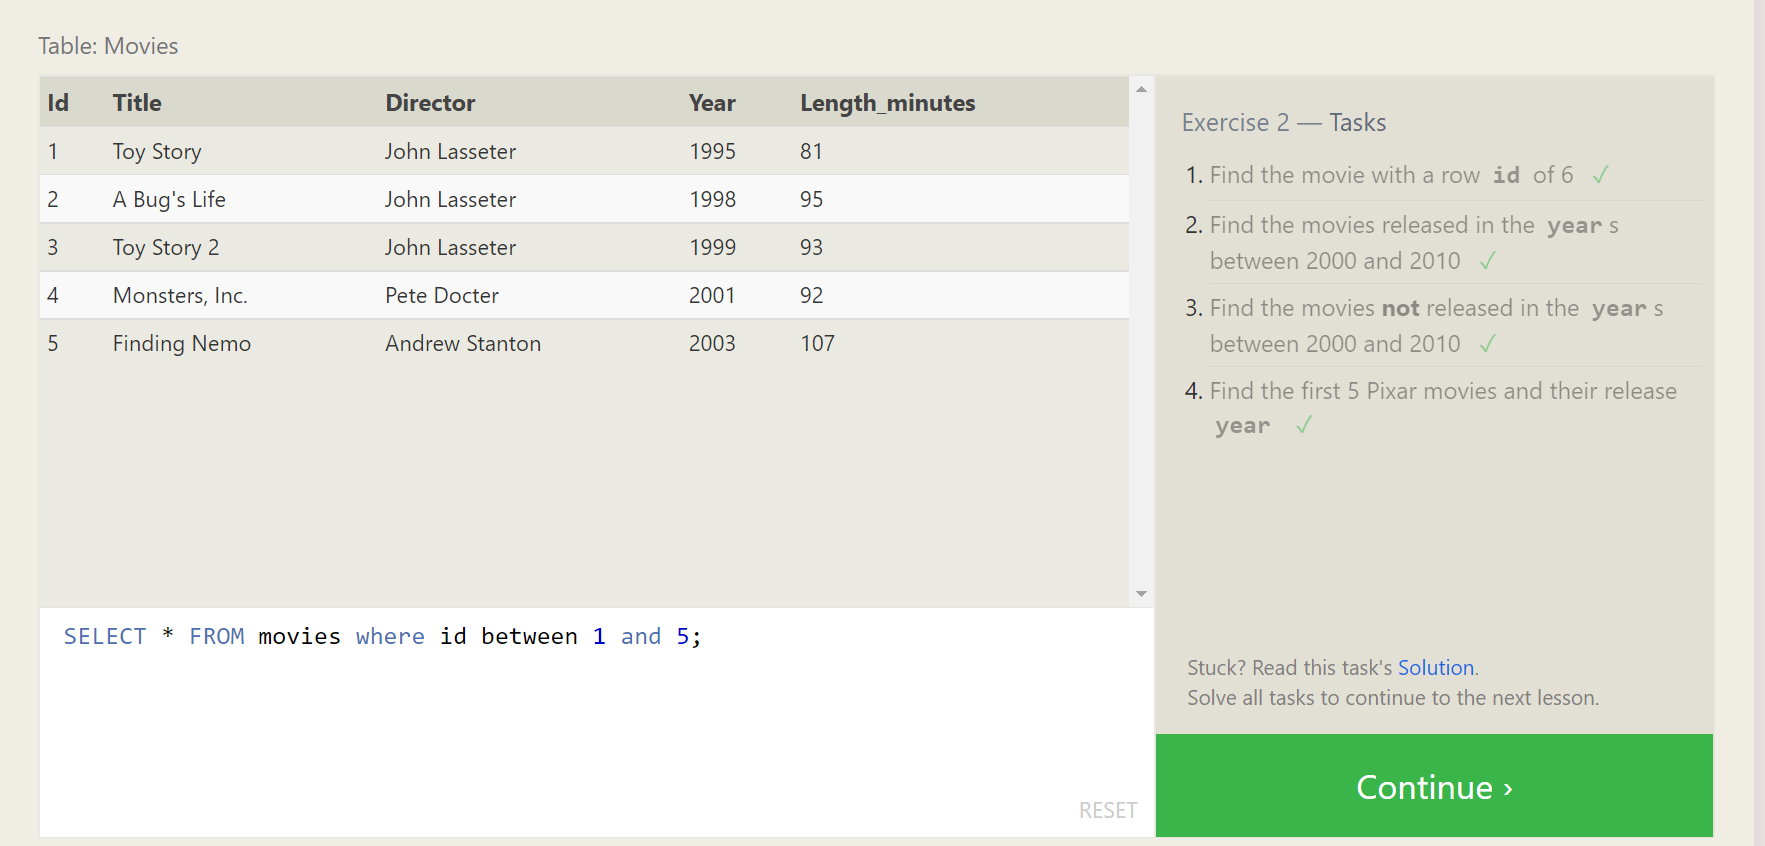 Table: Movies
Id Title Director Year Length_minutes
1 Toy Story John Lasseter 1995 81
2 A Bug's Life John Lasseter 1998 95
3 Toy Story 2 John Lasseter 1999 93
4 Monsters, Inc. Pete Docter 2001 92
5 Finding Nemo Andrew Stanton 2003 107
SELECT * FROM movies where id between 1 and 5;
RESET
Exercise 2 — Tasks
1. Find the movie with a row id of 6 ✓
2. Find the movies released in the year s
between 2000 and 2010 ✓
3. Find the movies not released in the year s
between 2000 and 2010 ✓
4. Find the first 5 Pixar movies and their release
year ✓
Stuck? Read this task's Solution.
Solve all tasks to continue to the next lesson.
Continue ›